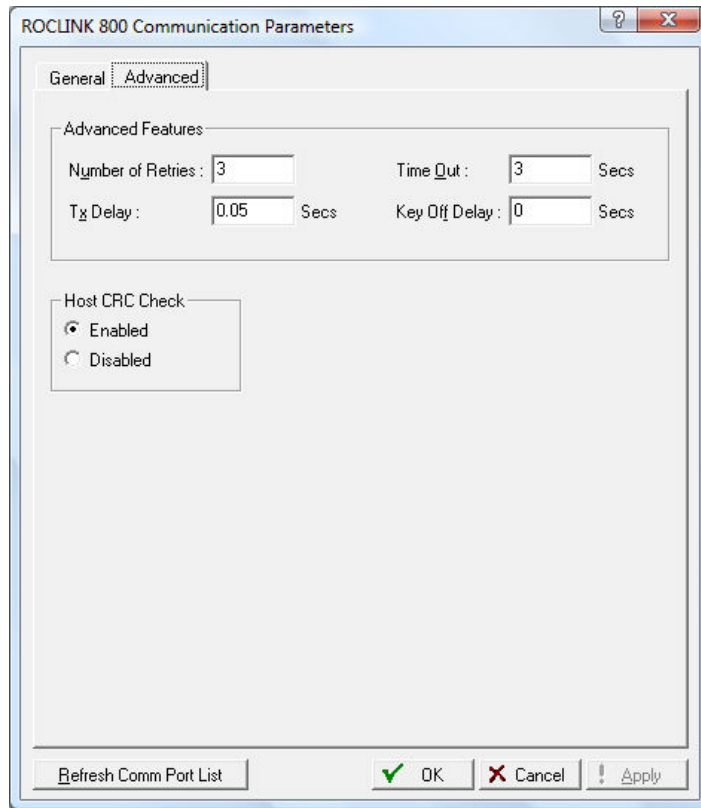 ROCLINK 800 Communication Parameters
General Advanced
Advanced Features
Number of Retries : 3 Time Out : 3 Secs
Tx Delay : 0.05 Secs Key Off Delay : 0 Secs
Host CRC Check
Enabled
Disabled
Refresh Comm Port List OK Cancel ! Apply